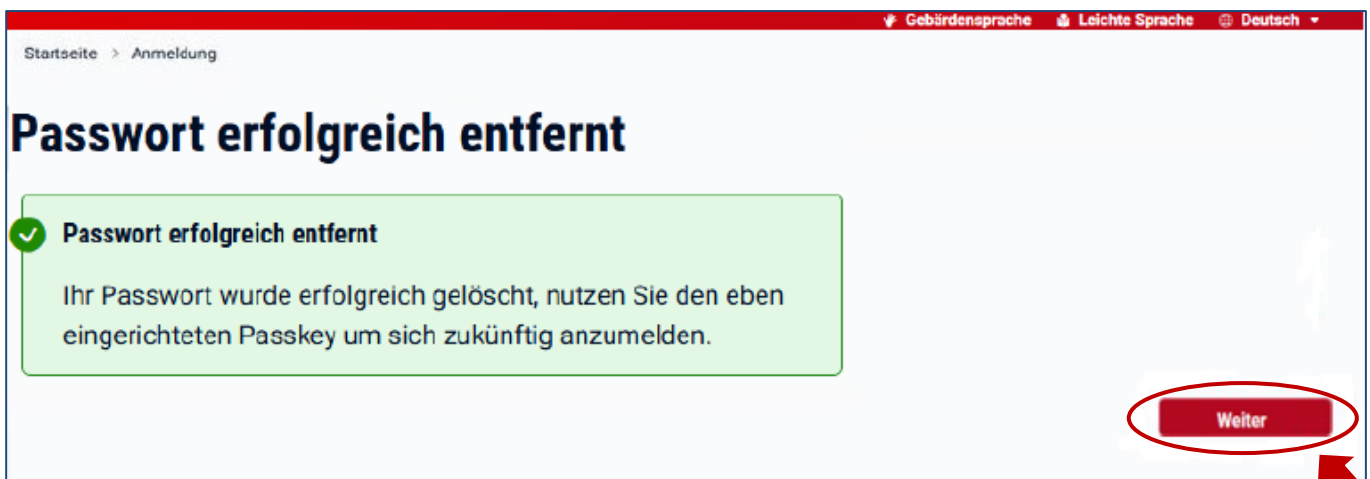 Gebärdensprache Leichte Sprache Deutsch
Startseite > Anmeldung
Passwort erfolgreich entfernt
Passwort erfolgreich entfernt
Ihr Passwort wurde erfolgreich gelöscht, nutzen Sie den eben
eingerichteten Passkey um sich zukünftig anzumelden.
Weiter